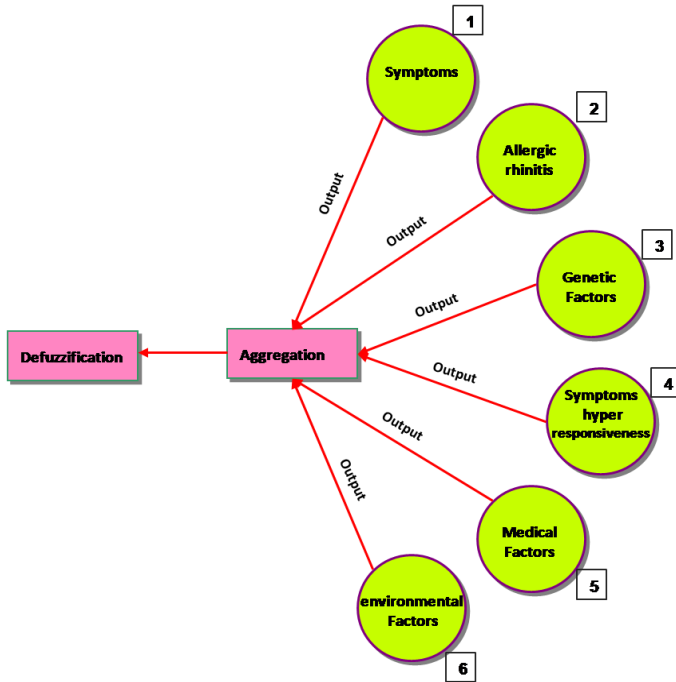 1
Symptoms
2
Allergic
rhinitis
Output
Output
3
Genetic
Factors
Output
Defuzzification
Aggregation
Output
4
Symptoms
hyper
responsiveness
Output
Output
Medical
Factors
5
environmental
Factors
6